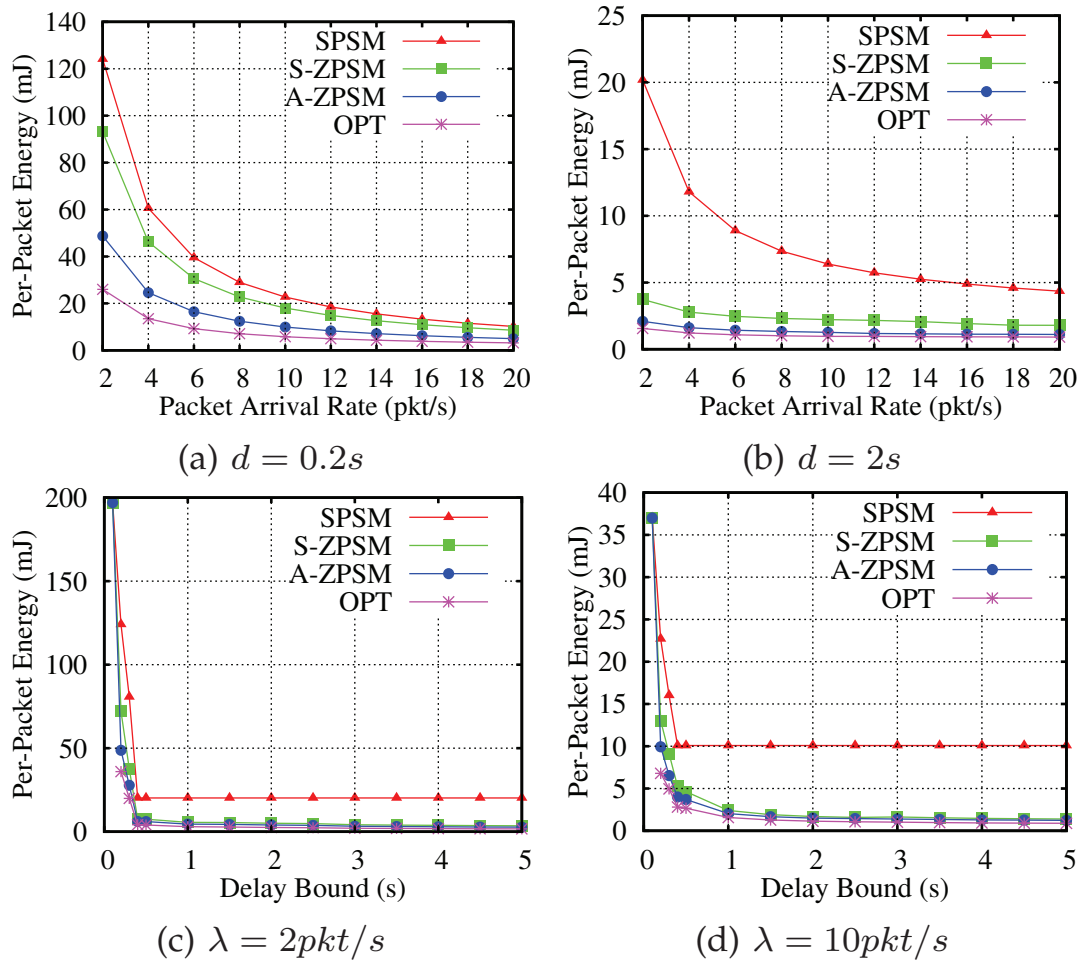 140
120
100
80
60
40
20
0
Per-Packet Energy (mJ)
SPSM
S-ZPSM
A-ZPSM
OPT
2 4 6 8 10 12 14 16 18 20
Packet Arrival Rate (pkt/s)
(a) d = 0.2s
25
20
15
10
5
0
Per-Packet Energy (mJ)
SPSM
S-ZPSM
A-ZPSM
OPT
2 4 6 8 10 12 14 16 18 20
Packet Arrival Rate (pkt/s)
(b) d = 2s
200
150
100
50
0
Per-Packet Energy (mJ)
SPSM
S-ZPSM
A-ZPSM
OPT
0 1 2 3 4 5
Delay Bound (s)
(c) λ = 2pkt/s
40
35
30
25
20
15
10
5
0
Per-Packet Energy (mJ)
SPSM
S-ZPSM
A-ZPSM
OPT
0 1 2 3 4 5
Delay Bound (s)
(d) λ = 10pkt/s